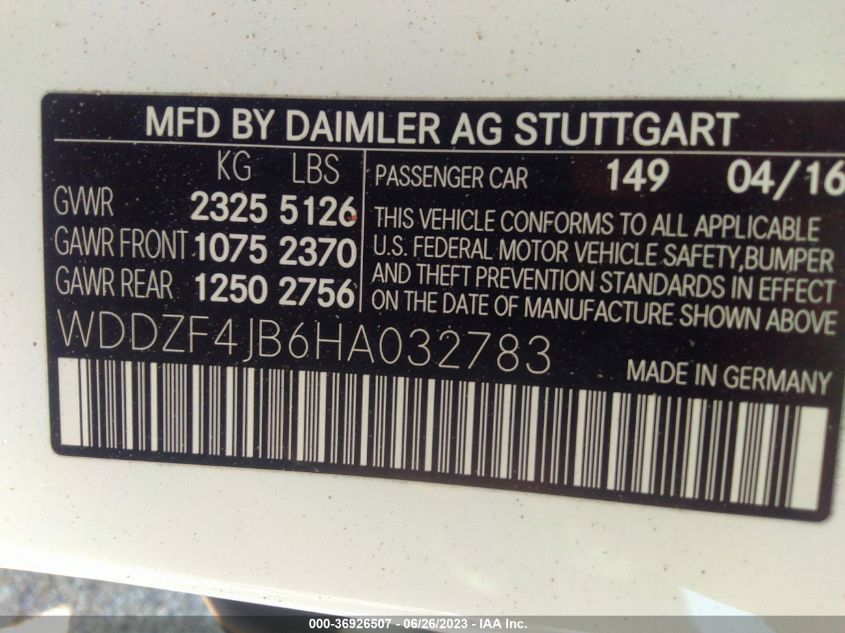 MFD BY DAIMLER AG STUTTGART
KG LBS
GVWR 2325 5126
GAWR FRONT 1075 2370
GAWR REAR 1250 2756
PASSENGER CAR 149 04/16
THIS VEHICLE CONFORMS TO ALL APPLICABLE
U.S. FEDERAL MOTOR VEHICLE SAFETY, BUMPER
AND THEFT PREVENTION STANDARDS IN EFFECT
ON THE DATE OF MANUFACTURE SHOWN ABOVE
WDDZF4JB6HA032783
MADE IN GERMANY
000-36926507 - 06/26/2023 - IAA Inc.